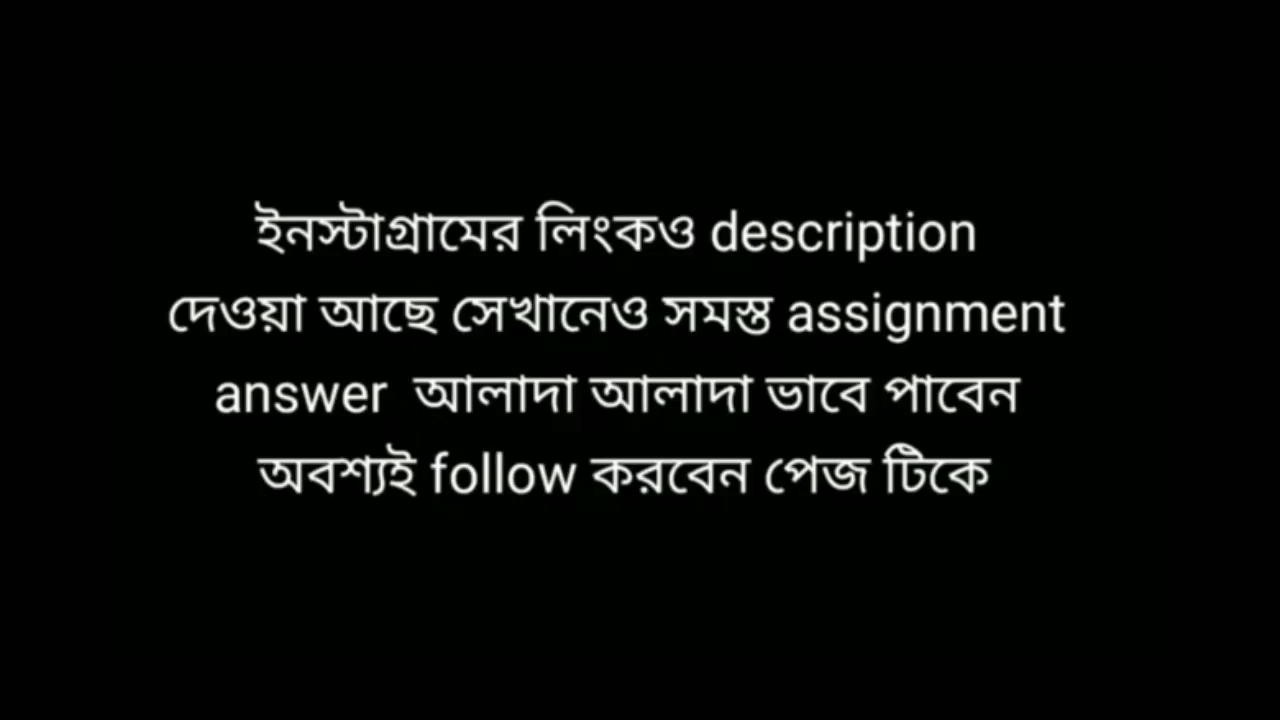 ইনস্টাগ্রামের লিংকও description
দেওয়া আছে সেখানেও সমস্ত assignment
answer আলাদা আলাদা ভাবে পাবেন
অবশ্যই follow করবেন পেজ টিকে